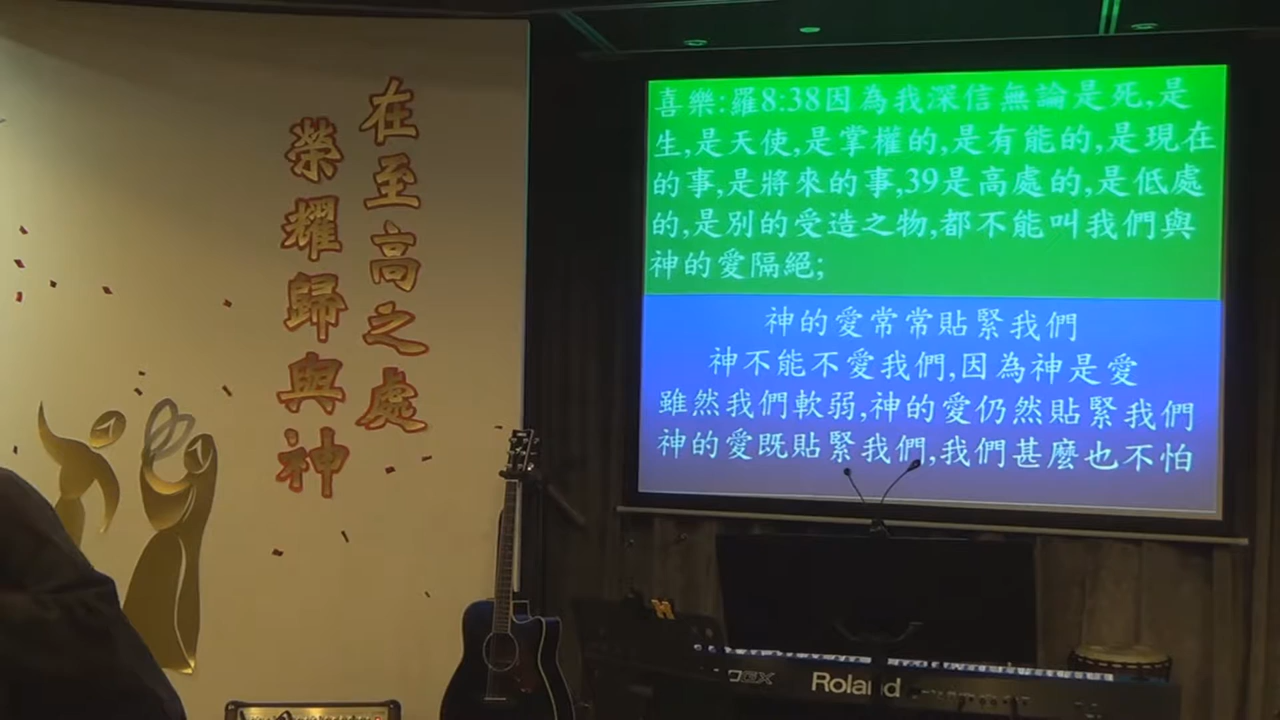 在至高之處
榮耀歸與神
喜樂:羅8:38因為我深信無論是死,是
生,是天使,是掌權的,是有能的,是現在
的事,是將來的事,39是高處的,是低處
的,是別的受造之物,都不能叫我們與
神的愛隔絕;
神的愛常常貼緊我們
神不能不愛我們,因為神是愛
雖然我們軟弱,神的愛仍然貼緊我們
神的愛既貼緊我們,我們甚麼也不怕
Roland